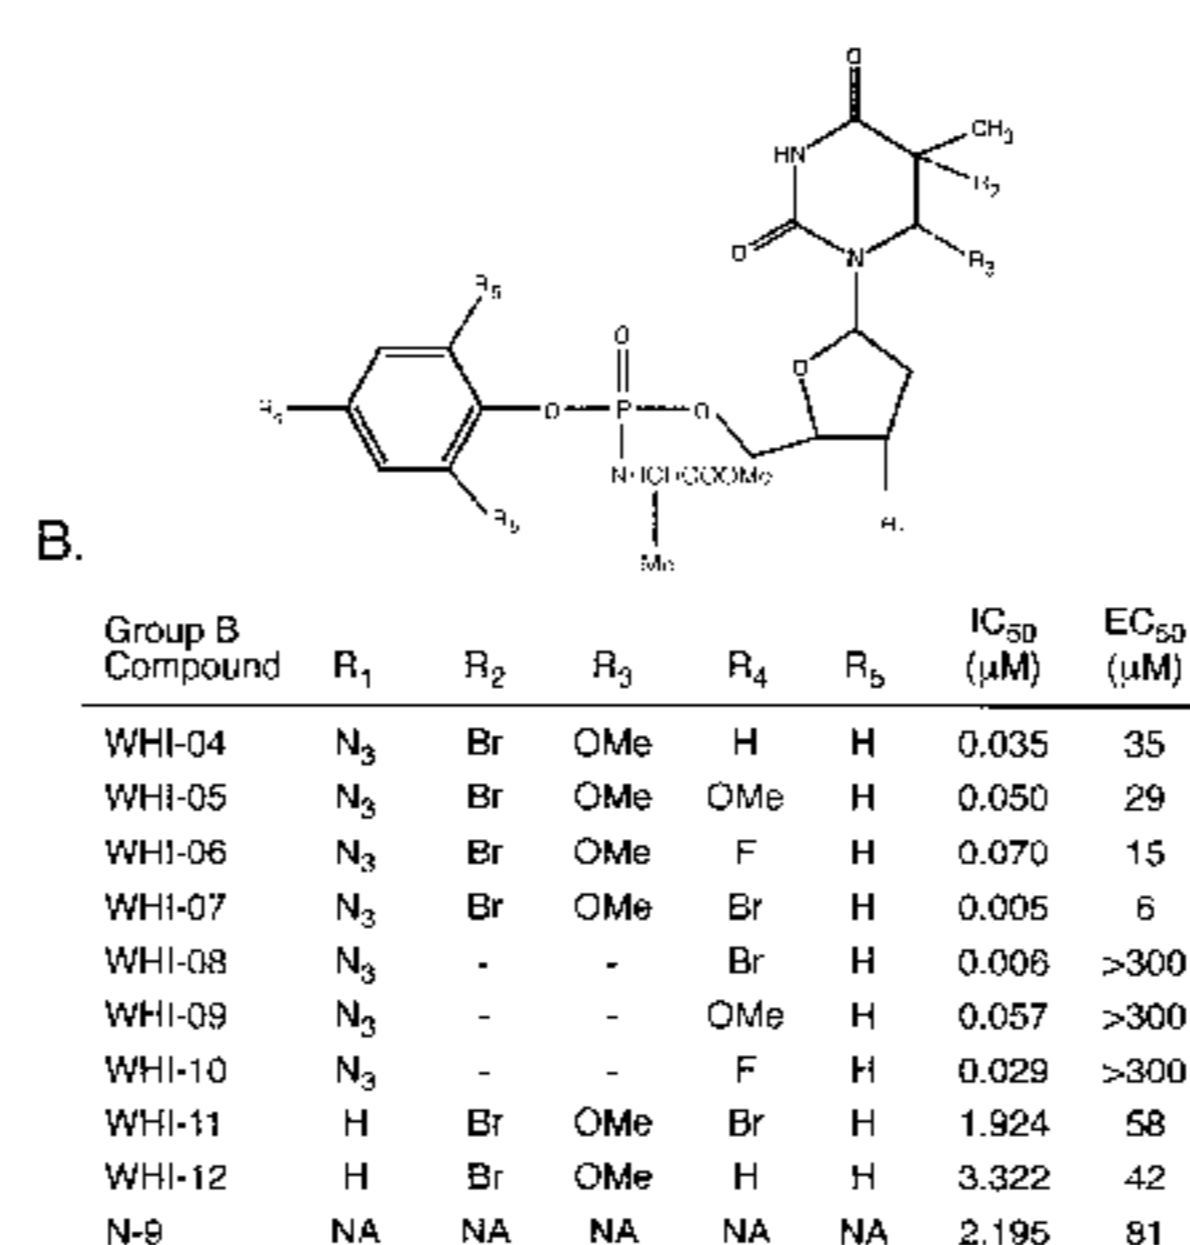 O
HN
CH3
R2
O
N
R3
R5
O
O
R4
O
P
O
Me
R5
B.
Me
Group B Compound R1 R2 R3 R4 R5 IC50 (μM) EC50 (μM)
WHI-04 N3 Br OMe H H 0.035 35
WHI-05 N3 Br OMe OMe H 0.050 29
WHI-06 N3 Br OMe F H 0.070 15
WHI-07 N3 Br OMe Br H 0.005 6
WHI-08 N3 - - Br H 0.006 >300
WHI-09 N3 - - OMe H 0.057 >300
WHI-10 N3 - - F H 0.029 >300
WHI-11 H Br OMe Br H 1.924 58
WHI-12 H Br OMe H H 3.322 42
N-9 NA NA NA NA NA 2.195 81